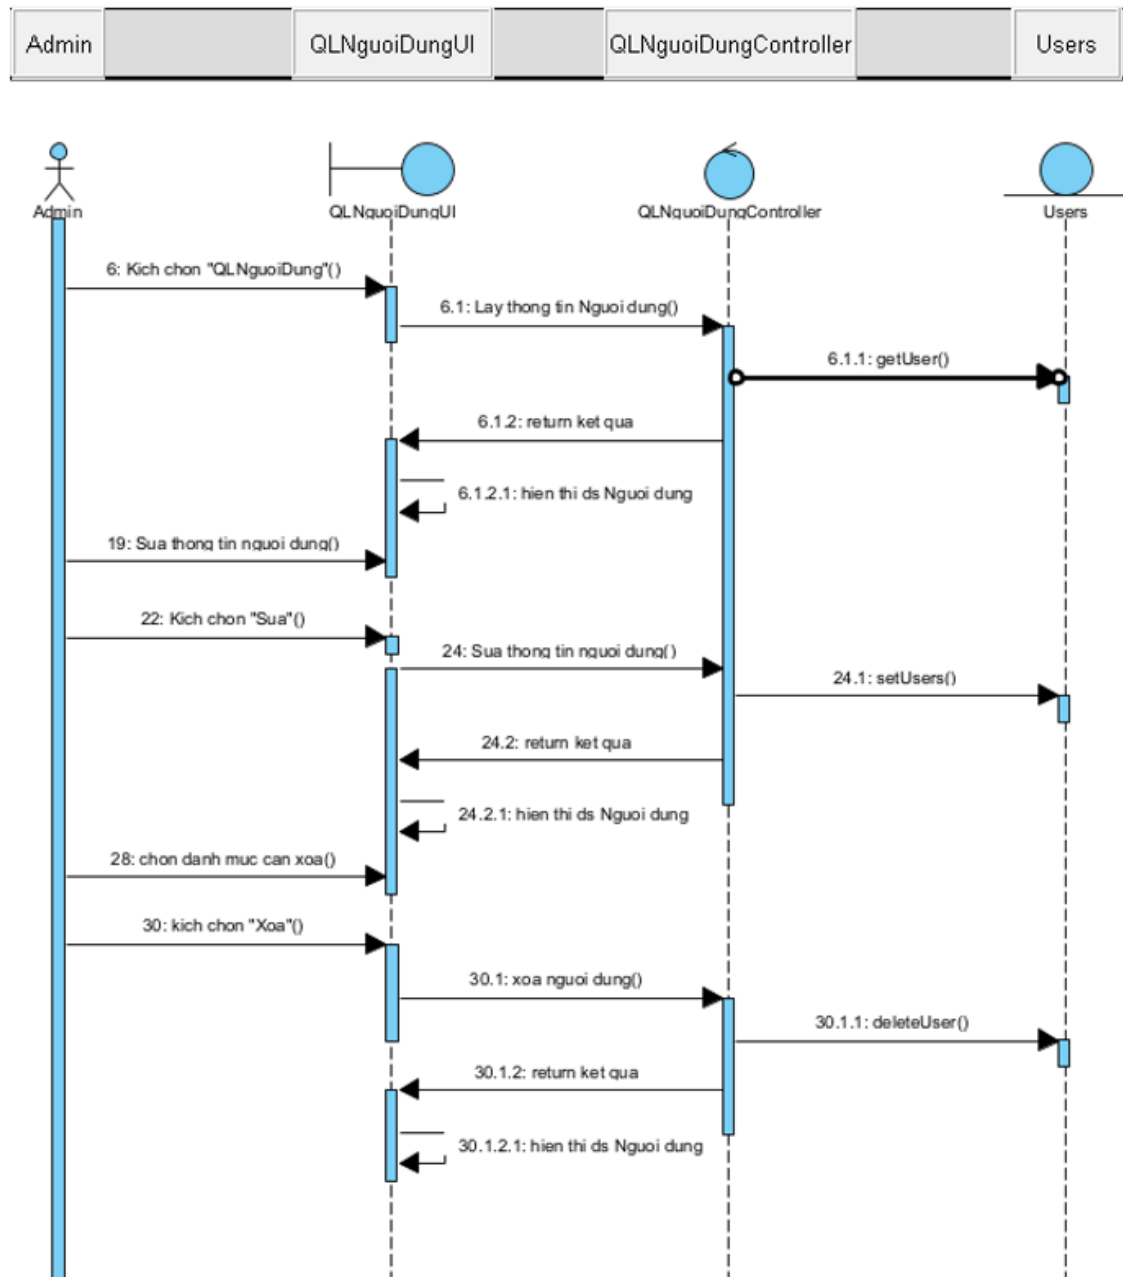 Admin QLNguoiDungUI QLNguoiDungController Users
Admin QLNguoiDungUI QLNguoiDungController Users
6: Kich chon "QLNguoiDung"()
6.1: Lay thong tin Nguoi dung()
6.1.1: getUser()
6.1.2: return ket qua
6.1.2.1: hien thi ds Nguoi dung
19: Sua thong tin nguoi dung()
22: Kich chon "Sua"()
24: Sua thong tin nguoi dung()
24.1: setUsers()
24.2: return ket qua
24.2.1: hien thi ds Nguoi dung
28: chon danh muc can xoa()
30: kich chon "Xoa"()
30.1: xoa nguoi dung()
30.1.1: deleteUser()
30.1.2: return ket qua
30.1.2.1: hien thi ds Nguoi dung